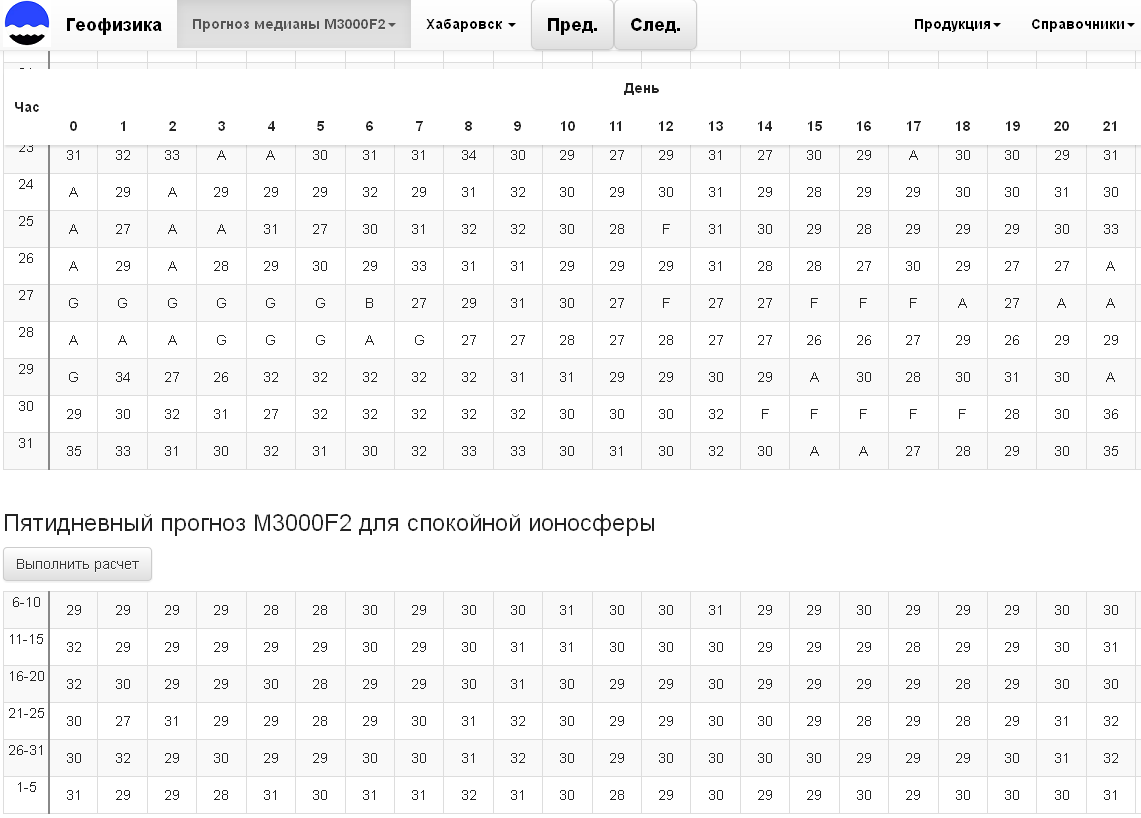 Геофизика Прогноз медианы M3000F2 Хабаровск Пред. След. Продукция Справочники
День
Час
0 1 2 3 4 5 6 7 8 9 10 11 12 13 14 15 16 17 18 19 20 21
23 31 32 33 A A 30 31 31 34 30 29 27 29 31 27 30 29 A 30 30 29 31
24 A 29 A 29 29 29 32 29 31 32 30 29 30 31 29 28 29 29 30 30 31 30
25 A 27 A A 31 27 30 31 32 32 30 28 F 31 30 29 28 29 29 29 30 33
26 A 29 A 28 29 30 29 33 31 31 29 29 29 31 28 28 27 30 29 27 27 A
27 G G G G G G B 27 29 31 30 27 F 27 27 F F F A 27 A A
28 A A A G G G A G 27 27 28 27 28 27 27 26 26 27 29 26 29 29
29 G 34 27 26 32 32 32 32 32 31 31 29 29 30 29 A 30 28 30 31 30 A
30 29 30 32 31 27 32 32 32 32 32 30 30 30 32 F F F F F 28 30 36
31 35 33 31 30 32 31 30 32 33 33 30 31 30 32 30 A A 27 28 29 30 35
Пятидневный прогноз M3000F2 для спокойной ионосферы
Выполнить расчет
6-10 29 29 29 29 28 28 30 29 30 30 31 30 30 31 29 29 30 29 29 29 30 30
11-15 32 29 29 29 29 29 30 29 30 31 31 30 30 30 29 29 29 28 29 29 30 31
16-20 32 30 29 29 30 28 29 29 30 31 30 29 29 30 29 29 29 29 28 29 30 30
21-25 30 27 31 29 29 28 29 30 31 32 30 29 29 30 30 29 28 29 28 29 31 32
26-31 30 32 29 30 29 29 30 30 31 32 30 29 30 30 30 30 29 29 29 30 31 32
1-5 31 29 29 28 31 30 31 31 32 31 30 28 29 30 29 29 30 29 30 30 30 31